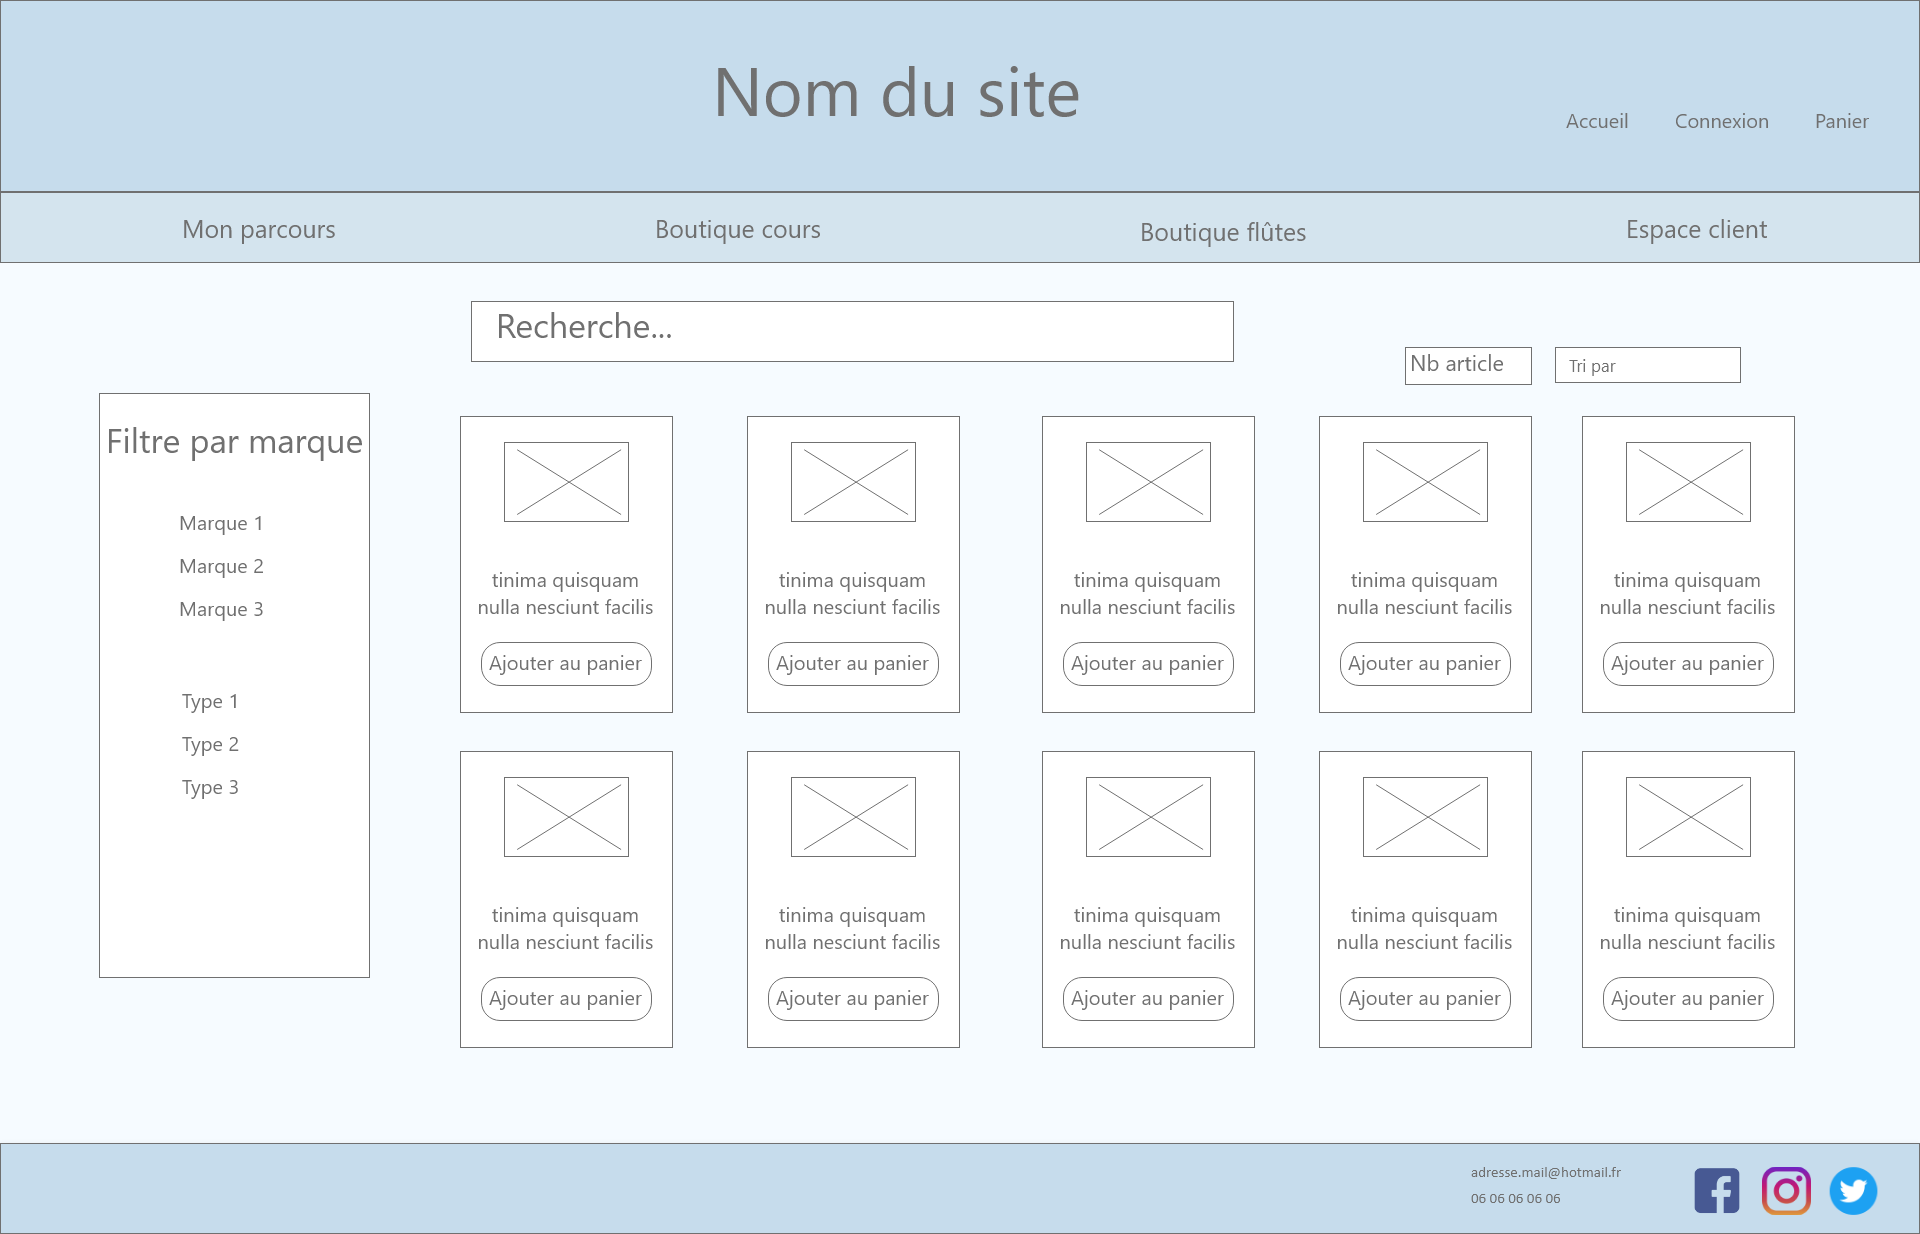 Nom du site
Accueil
Connexion
Panier
Mon parcours
Boutique cours
Boutique flûtes
Espace client
Recherche...
Nb article
Tri par
Filtre par marque
Marque 1
Marque 2
Marque 3
Type 1
Type 2
Type 3
tinima quisquam
nulla nesciunt facilis
Ajouter au panier
tinima quisquam
nulla nesciunt facilis
Ajouter au panier
tinima quisquam
nulla nesciunt facilis
Ajouter au panier
tinima quisquam
nulla nesciunt facilis
Ajouter au panier
tinima quisquam
nulla nesciunt facilis
Ajouter au panier
tinima quisquam
nulla nesciunt facilis
Ajouter au panier
tinima quisquam
nulla nesciunt facilis
Ajouter au panier
tinima quisquam
nulla nesciunt facilis
Ajouter au panier
tinima quisquam
nulla nesciunt facilis
Ajouter au panier
tinima quisquam
nulla nesciunt facilis
Ajouter au panier
adresse.mail@hotmail.fr
06 06 06 06 06